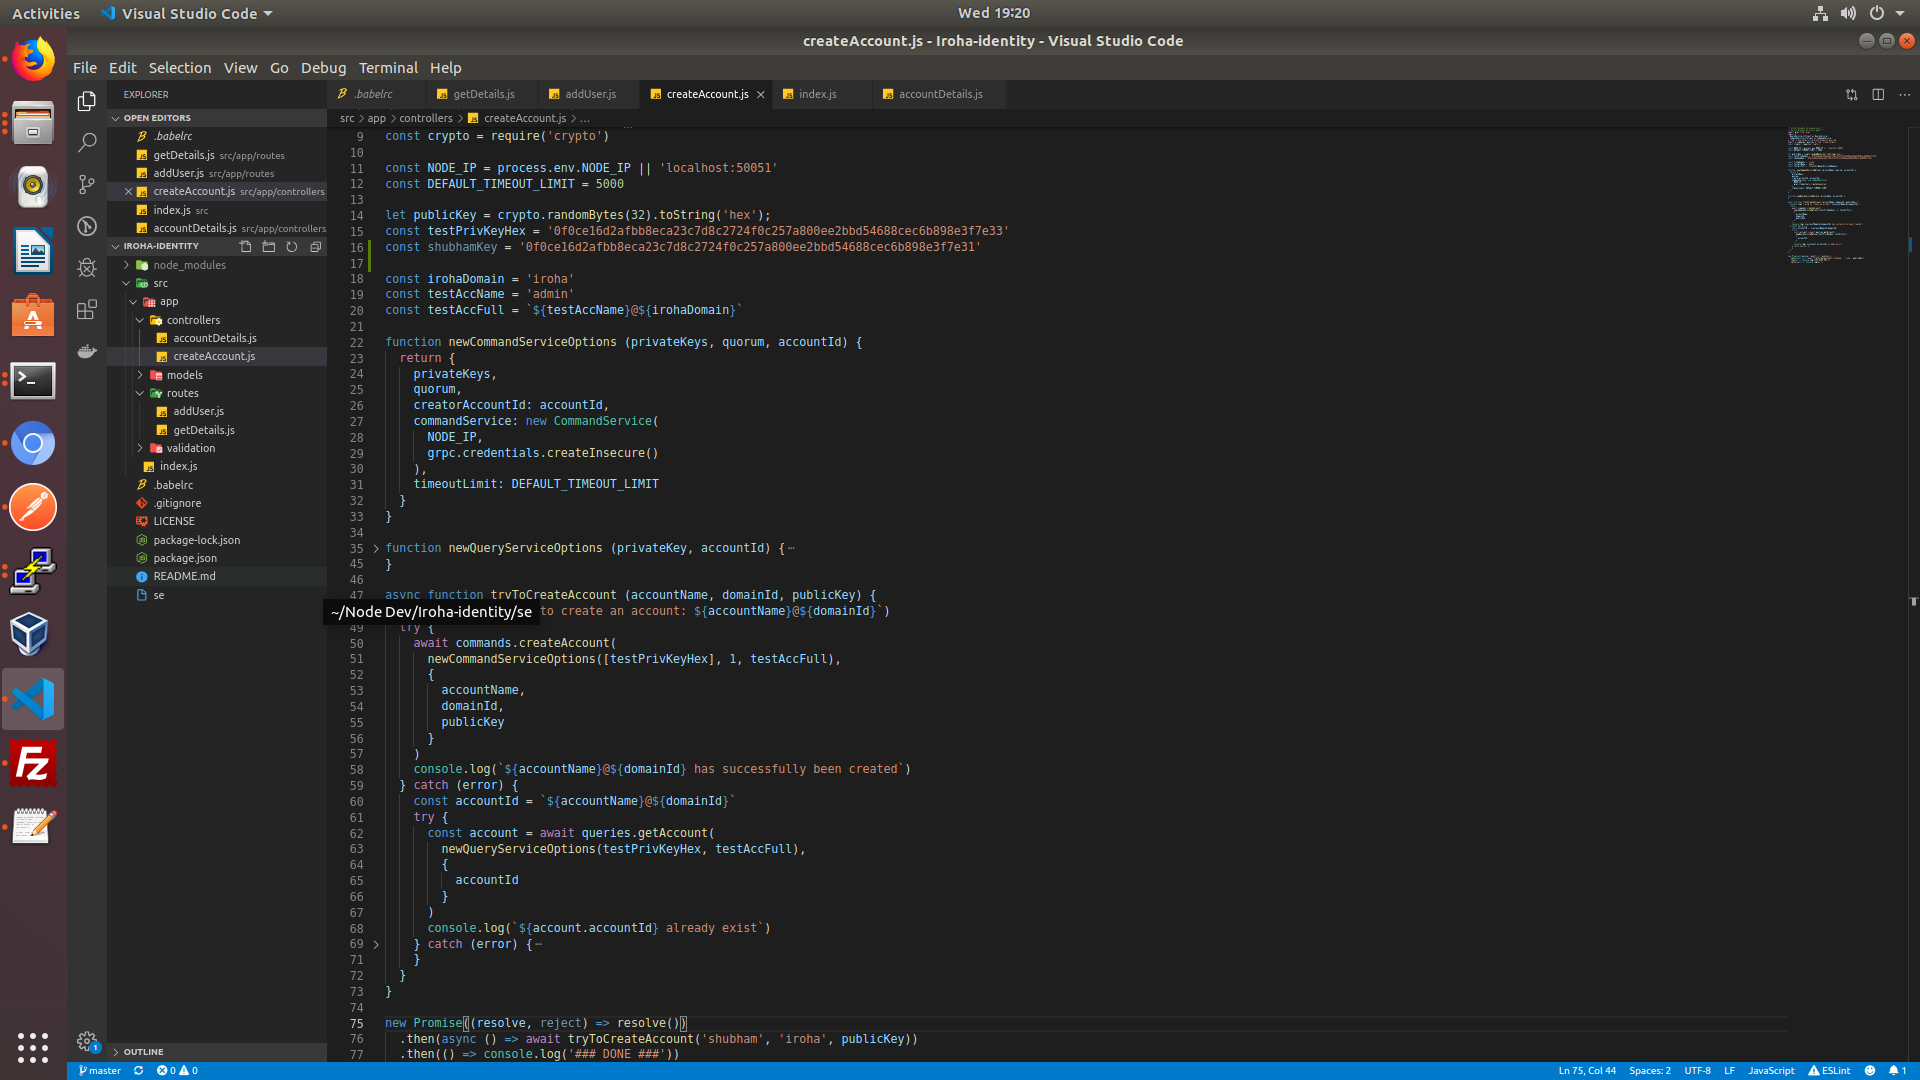 Activities
Visual Studio Code
Wed 19:20
createAccount.js - Iroha-identity - Visual Studio Code
File Edit Selection View Go Debug Terminal Help
EXPLORER
OPEN EDITORS
.babelrc
getDetails.js src/app/routes
addUser.js src/app/routes
createAccount.js src/app/controllers
index.js src
accountDetails.js src/app/controllers
IROHA-IDENTITY
node_modules
src
app
controllers
accountDetails.js
createAccount.js
models
routes
addUser.js
getDetails.js
validation
index.js
.babelrc
.gitignore
LICENSE
package-lock.json
package.json
README.md
se
OUTLINE
.babelrc getDetails.js addUser.js createAccount.js index.js accountDetails.js
src > app > controllers > createAccount.js > ...
9 const crypto = require('crypto')
10
11 const NODE_IP = process.env.NODE_IP || 'localhost:50051'
12 const DEFAULT_TIMEOUT_LIMIT = 5000
13
14 let publicKey = crypto.randomBytes(32).toString('hex');
15 const testPrivKeyHex = '0f0ce16d2afbb8eca23c7d8c2724f0c257a800ee2bbd54688cec6b898e3f7e33'
16 const shubhamKey = '0f0ce16d2afbb8eca23c7d8c2724f0c257a800ee2bbd54688cec6b898e3f7e31'
17
18 const irohaDomain = 'iroha'
19 const testAccName = 'admin'
20 const testAccFull = `${testAccName}@${irohaDomain}`
21
22 function newCommandServiceOptions (privateKeys, quorum, accountId) {
23 return {
24 privateKeys,
25 quorum,
26 creatorAccountId: accountId,
27 commandService: new CommandService(
28 NODE_IP,
29 grpc.credentials.createInsecure()
30 ),
31 timeoutLimit: DEFAULT_TIMEOUT_LIMIT
32 }
33 }
34
35 function newQueryServiceOptions (privateKey, accountId) {⋯
45 }
46
47 async function tryToCreateAccount (accountName, domainId, publicKey) {
~/Node Dev/Iroha-identity/se to create an account: ${accountName}@${domainId}`)
49 try {
50 await commands.createAccount(
51 newCommandServiceOptions([testPrivKeyHex], 1, testAccFull),
52 {
53 accountName,
54 domainId,
55 publicKey
56 }
57 )
58 console.log(`${accountName}@${domainId} has successfully been created`)
59 } catch (error) {
60 const accountId = `${accountName}@${domainId}`
61 try {
62 const account = await queries.getAccount(
63 newQueryServiceOptions(testPrivKeyHex, testAccFull),
64 {
65 accountId
66 }
67 )
68 console.log(`${account.accountId} already exist`)
69 } catch (error) {⋯
71 }
72 }
73 }
74
75 new Promise((resolve, reject) => resolve())
76 .then(async () => await tryToCreateAccount('shubham', 'iroha', publicKey))
77 .then(() => console.log('### DONE ###'))
master 0 0
Ln 75, Col 44 Spaces: 2 UTF-8 LF JavaScript ESLint 1